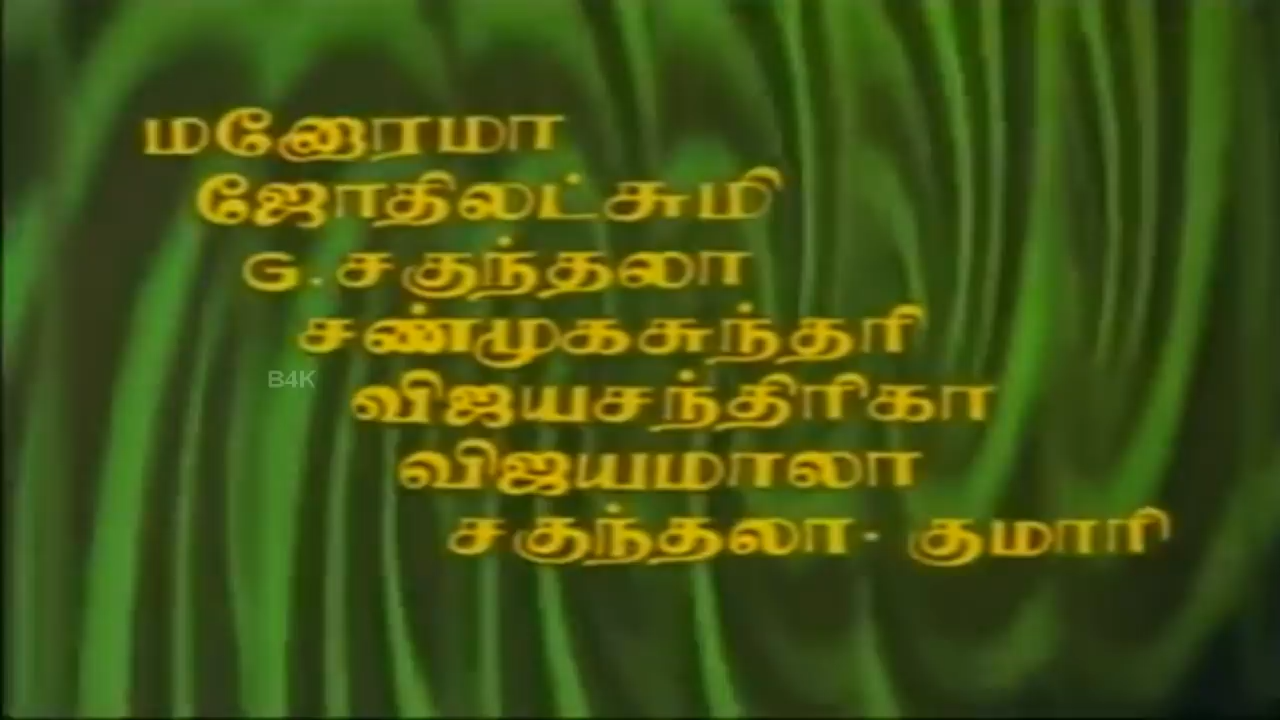 மனோரமா
ஜோதிலட்சுமி
G.சகுந்தலா
சண்முகசுந்தரி
B4K
விஜயசந்திரிகா
விஜயமாலா
சகுந்தலா- குமாரி